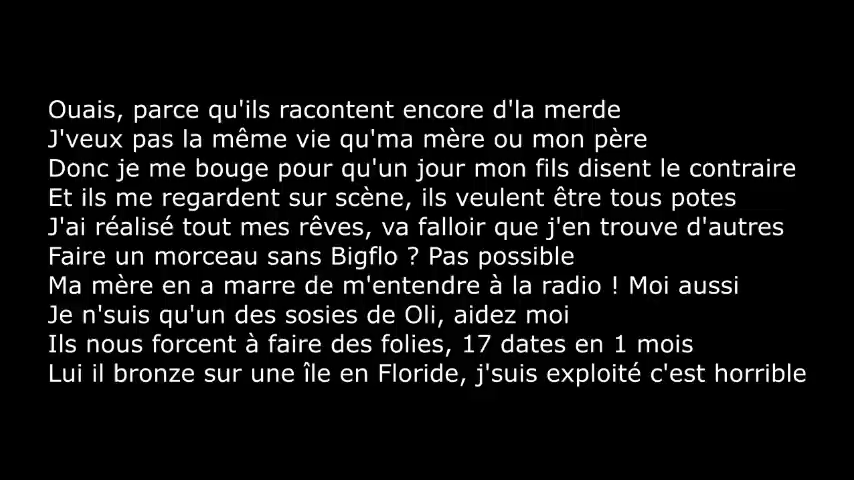 Ouais, parce qu'ils racontent encore d'la merde
J'veux pas la même vie qu'ma mère ou mon père
Donc je me bouge pour qu'un jour mon fils disent le contraire
Et ils me regardent sur scène, ils veulent être tous potes
J'ai réalisé tout mes rêves, va falloir que j'en trouve d'autres
Faire un morceau sans Bigflo ? Pas possible
Ma mère en a marre de m'entendre à la radio ! Moi aussi
Je n'suis qu'un des sosies de Oli, aidez moi
Ils nous forcent à faire des folies, 17 dates en 1 mois
Lui il bronze sur une île en Floride, j'suis exploité c'est horrible